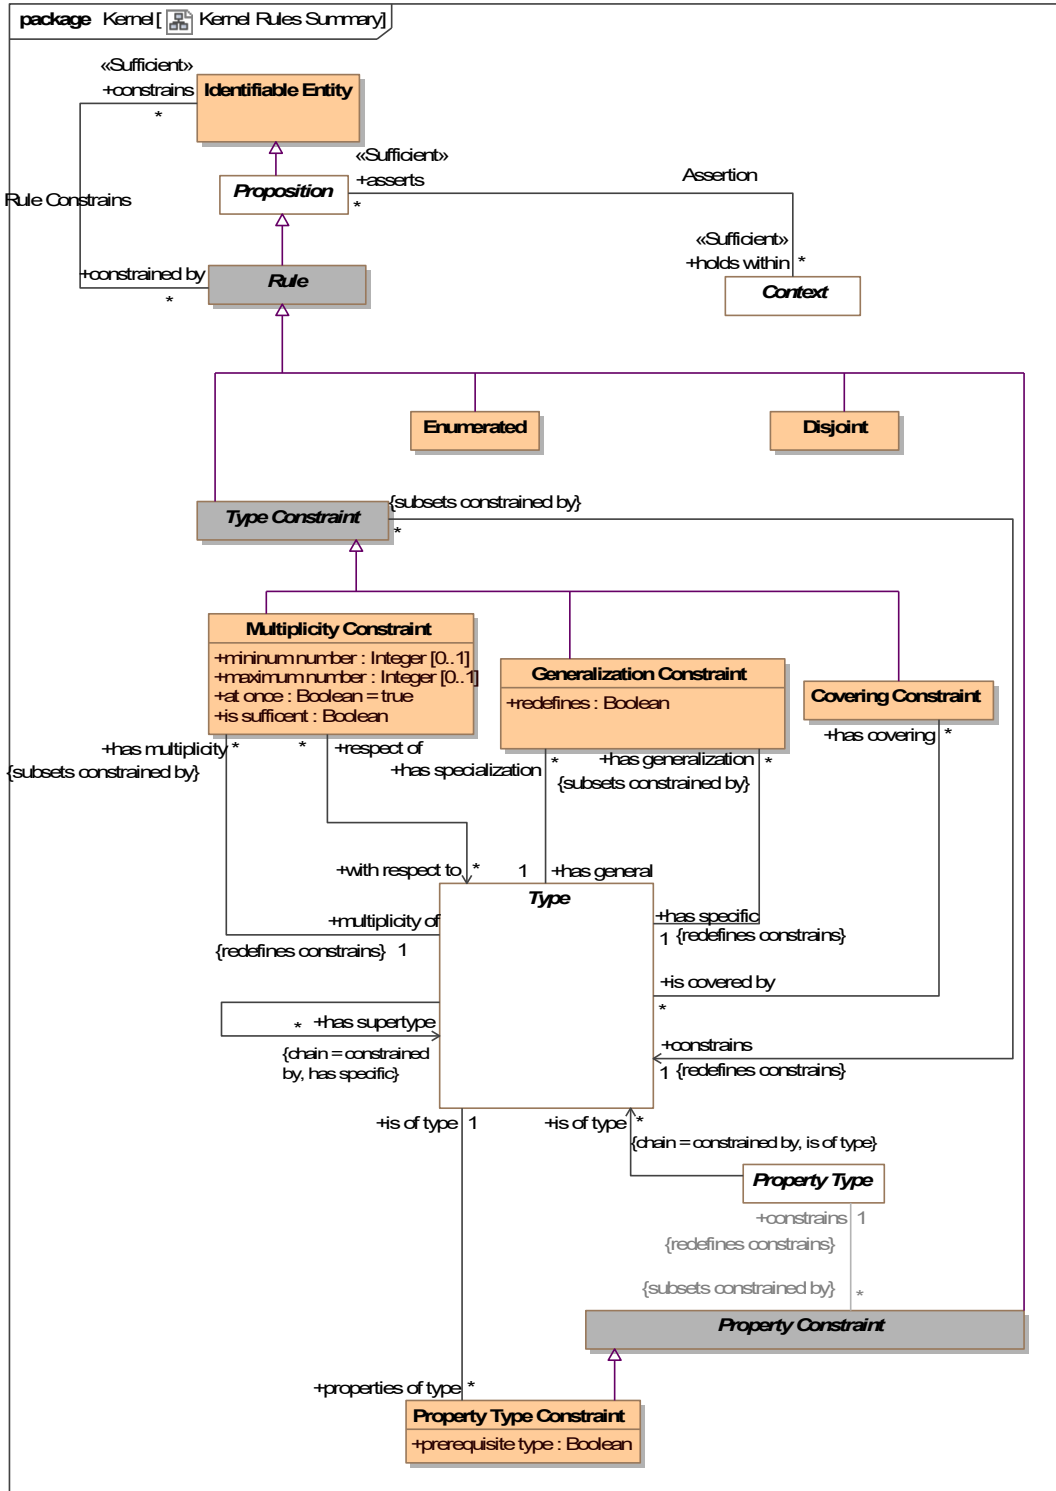 package Kernel[ Kernel Rules Summary]
«Sufficient»
+constrains
*
Identifiable Entity
«Sufficient»
+asserts
*
Proposition
Assertion
Rule Constrains
«Sufficient»
+holds within *
Context
+constrained by
*
Rule
Enumerated
Disjoint
{subsets constrained by}
*
Type Constraint
Multiplicity Constraint
+mininum number : Integer [0..1]
+maximum number : Integer [0..1]
+at once : Boolean = true
+is sufficent : Boolean
Generalization Constraint
+redefines : Boolean
Covering Constraint
+has covering *
+has multiplicity *
{subsets constrained by}
* +respect of
+has specialization *
+has generalization *
{subsets constrained by}
+with respect to *
1 +has general
Type
+multiplicity of
{redefines constrains} 1
+has specific
1 {redefines constrains}
+is covered by
*
* +has supertype
{chain = constrained
by, has specific}
+constrains
1 {redefines constrains}
+is of type 1
+is of type *
{chain = constrained by, is of type}
Property Type
+constrains 1
{redefines constrains}
{subsets constrained by} *
Property Constraint
+properties of type *
Property Type Constraint
+prerequisite type : Boolean